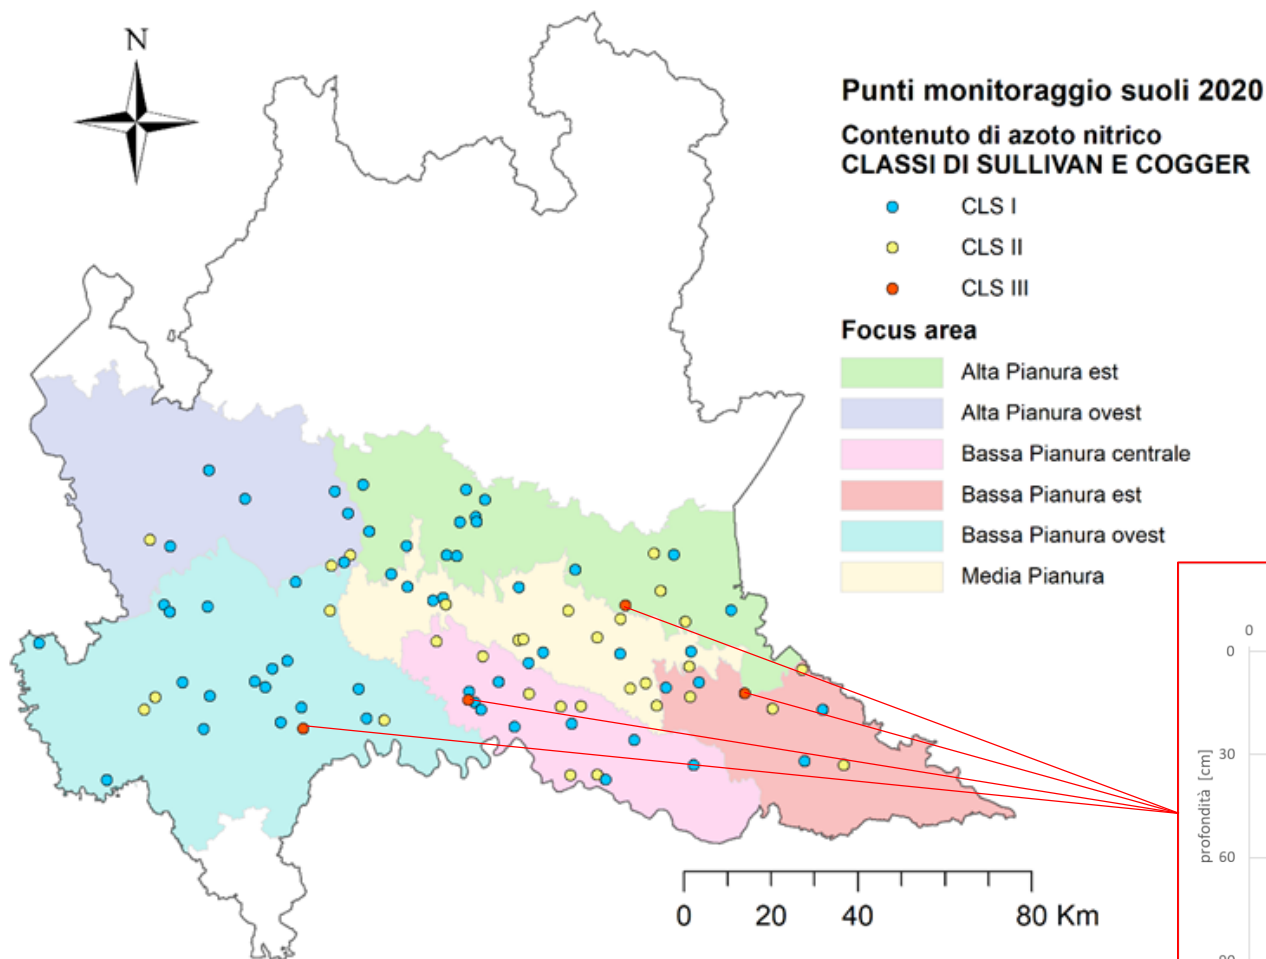 N
Punti monitoraggio suoli 2020
Contenuto di azoto nitrico
CLASSI DI SULLIVAN E COGGER
CLS I
CLS II
CLS III
Focus area
Alta Pianura est
Alta Pianura ovest
Bassa Pianura centrale
Bassa Pianura est
Bassa Pianura ovest
Media Pianura
0 20 40 80 Km
0
0
30
60
90
profondità [cm]